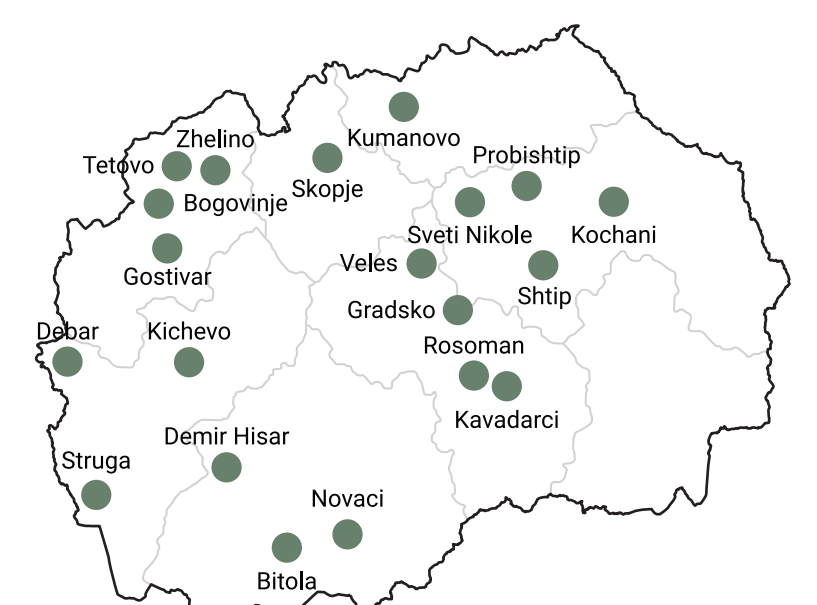 Zhelino
Kumanovo
Tetovo
Probishtip
Skopje
Bogovinje
Sveti Nikole
Kochani
Veles
Gostivar
Shtip
Gradsko
Debar
Kichevo
Rosoman
Kavadarci
Demir Hisar
Struga
Novaci
Bitola